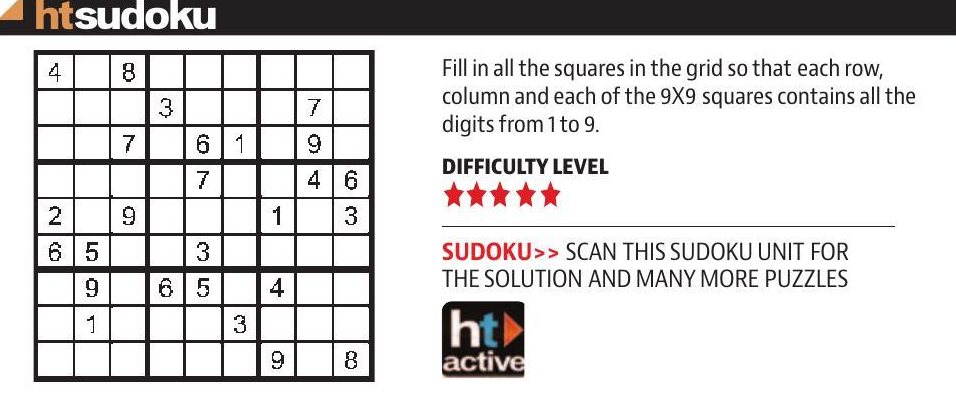 htsudoku
4 8
3 7
7 6 1 9
7 4 6
2 9 1 3
6 5 3
9 6 5 4
1 3
9 8
Fill in all the squares in the grid so that each row,
column and each of the 9X9 squares contains all the
digits from 1 to 9.
DIFFICULTY LEVEL
SUDOKU>> SCAN THIS SUDOKU UNIT FOR
THE SOLUTION AND MANY MORE PUZZLES
ht
active